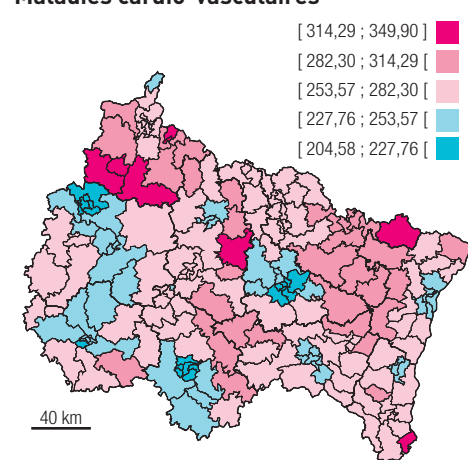 Maladies cardio-vasculaires
[ 314,29 ; 349,90 ]
[ 282,30 ; 314,29 [
[ 253,57 ; 282,30 [
[ 227,76 ; 253,57 [
[ 204,58 ; 227,76 [
40 km